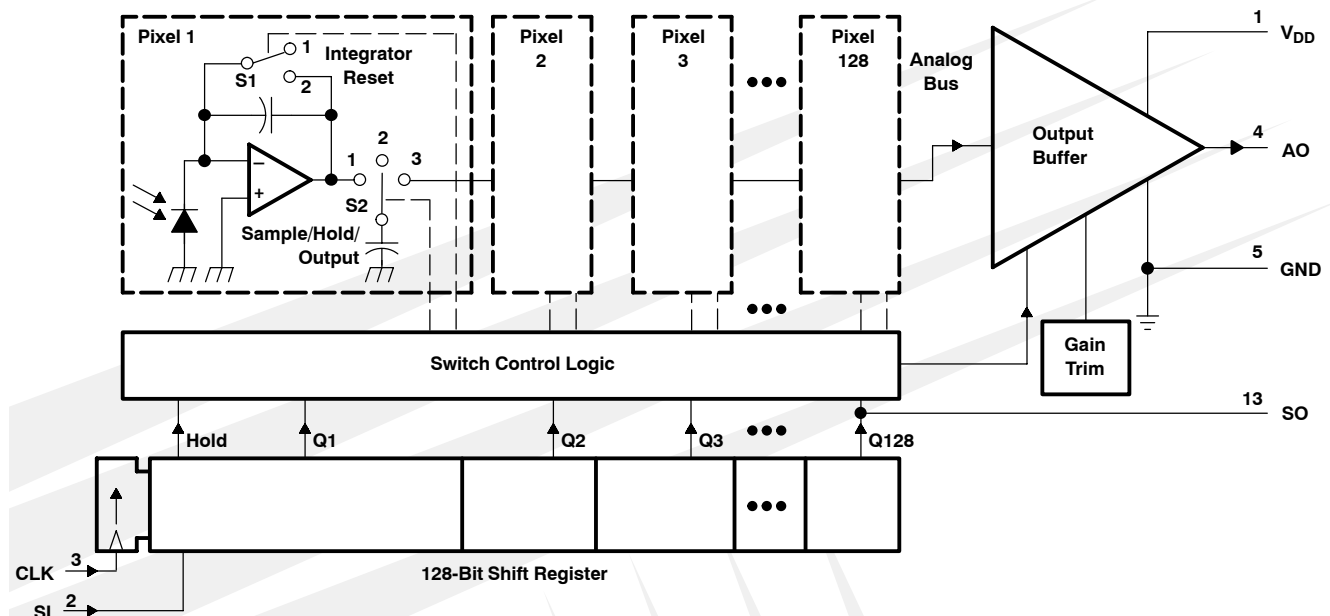 Pixel 1
1
Integrator
Reset
S1
2
Pixel
2
Pixel
3
Pixel
128
Analog
Bus
1
VDD
Output
Buffer
4
AO
–
+
1
2
3
S2
Sample/Hold/
Output
5
GND
Gain
Trim
Switch Control Logic
13
SO
Hold
Q1
Q2
Q3
Q128
CLK
3
128-Bit Shift Register
SI
2